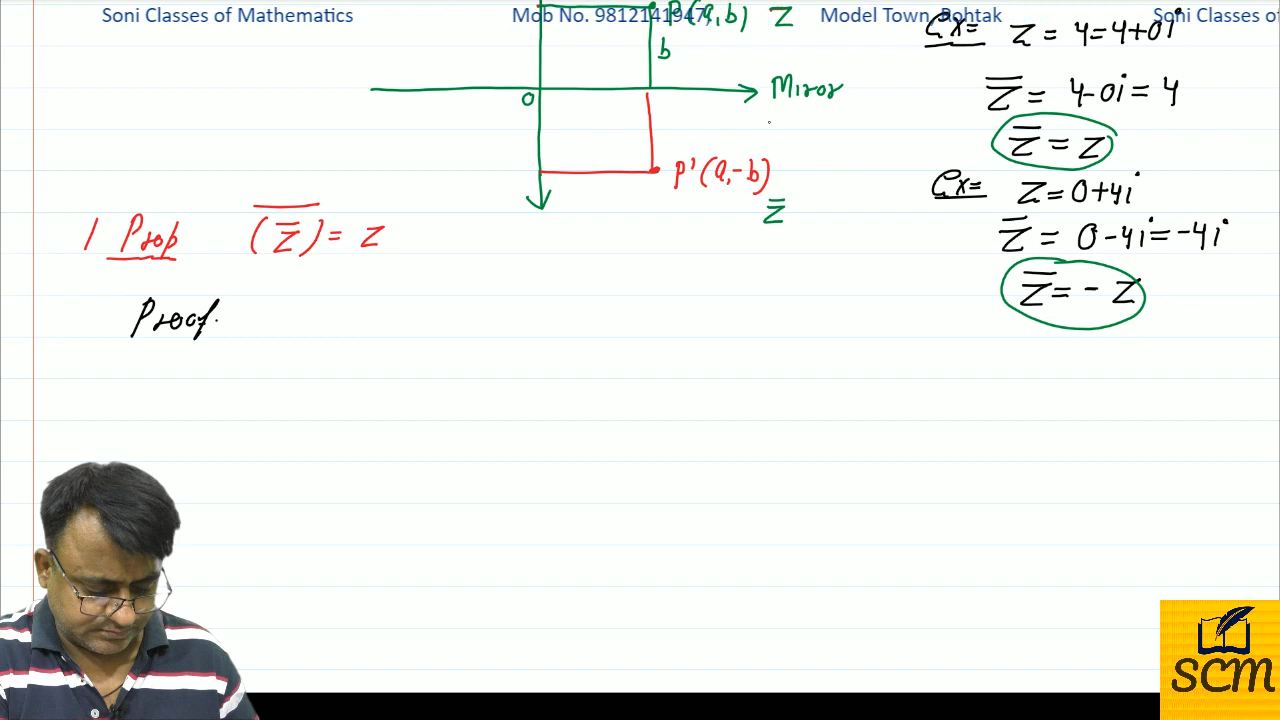 Soni Classes of Mathematics Mob No. 9812141947, Model Town, Rohtak Soni Classes of
P(a,b) Z
b
O
Miror
P'(a,-b)
Z̅
Ex= Z = 4=4+0i
Z̅ = 4-0i = 4
Z̅ = Z
Ex= Z=0+4i
Z̅ = 0-4i=-4i
Z̅ = - Z
1 Prop (Z̅)̅ = Z
Proof.
SCM